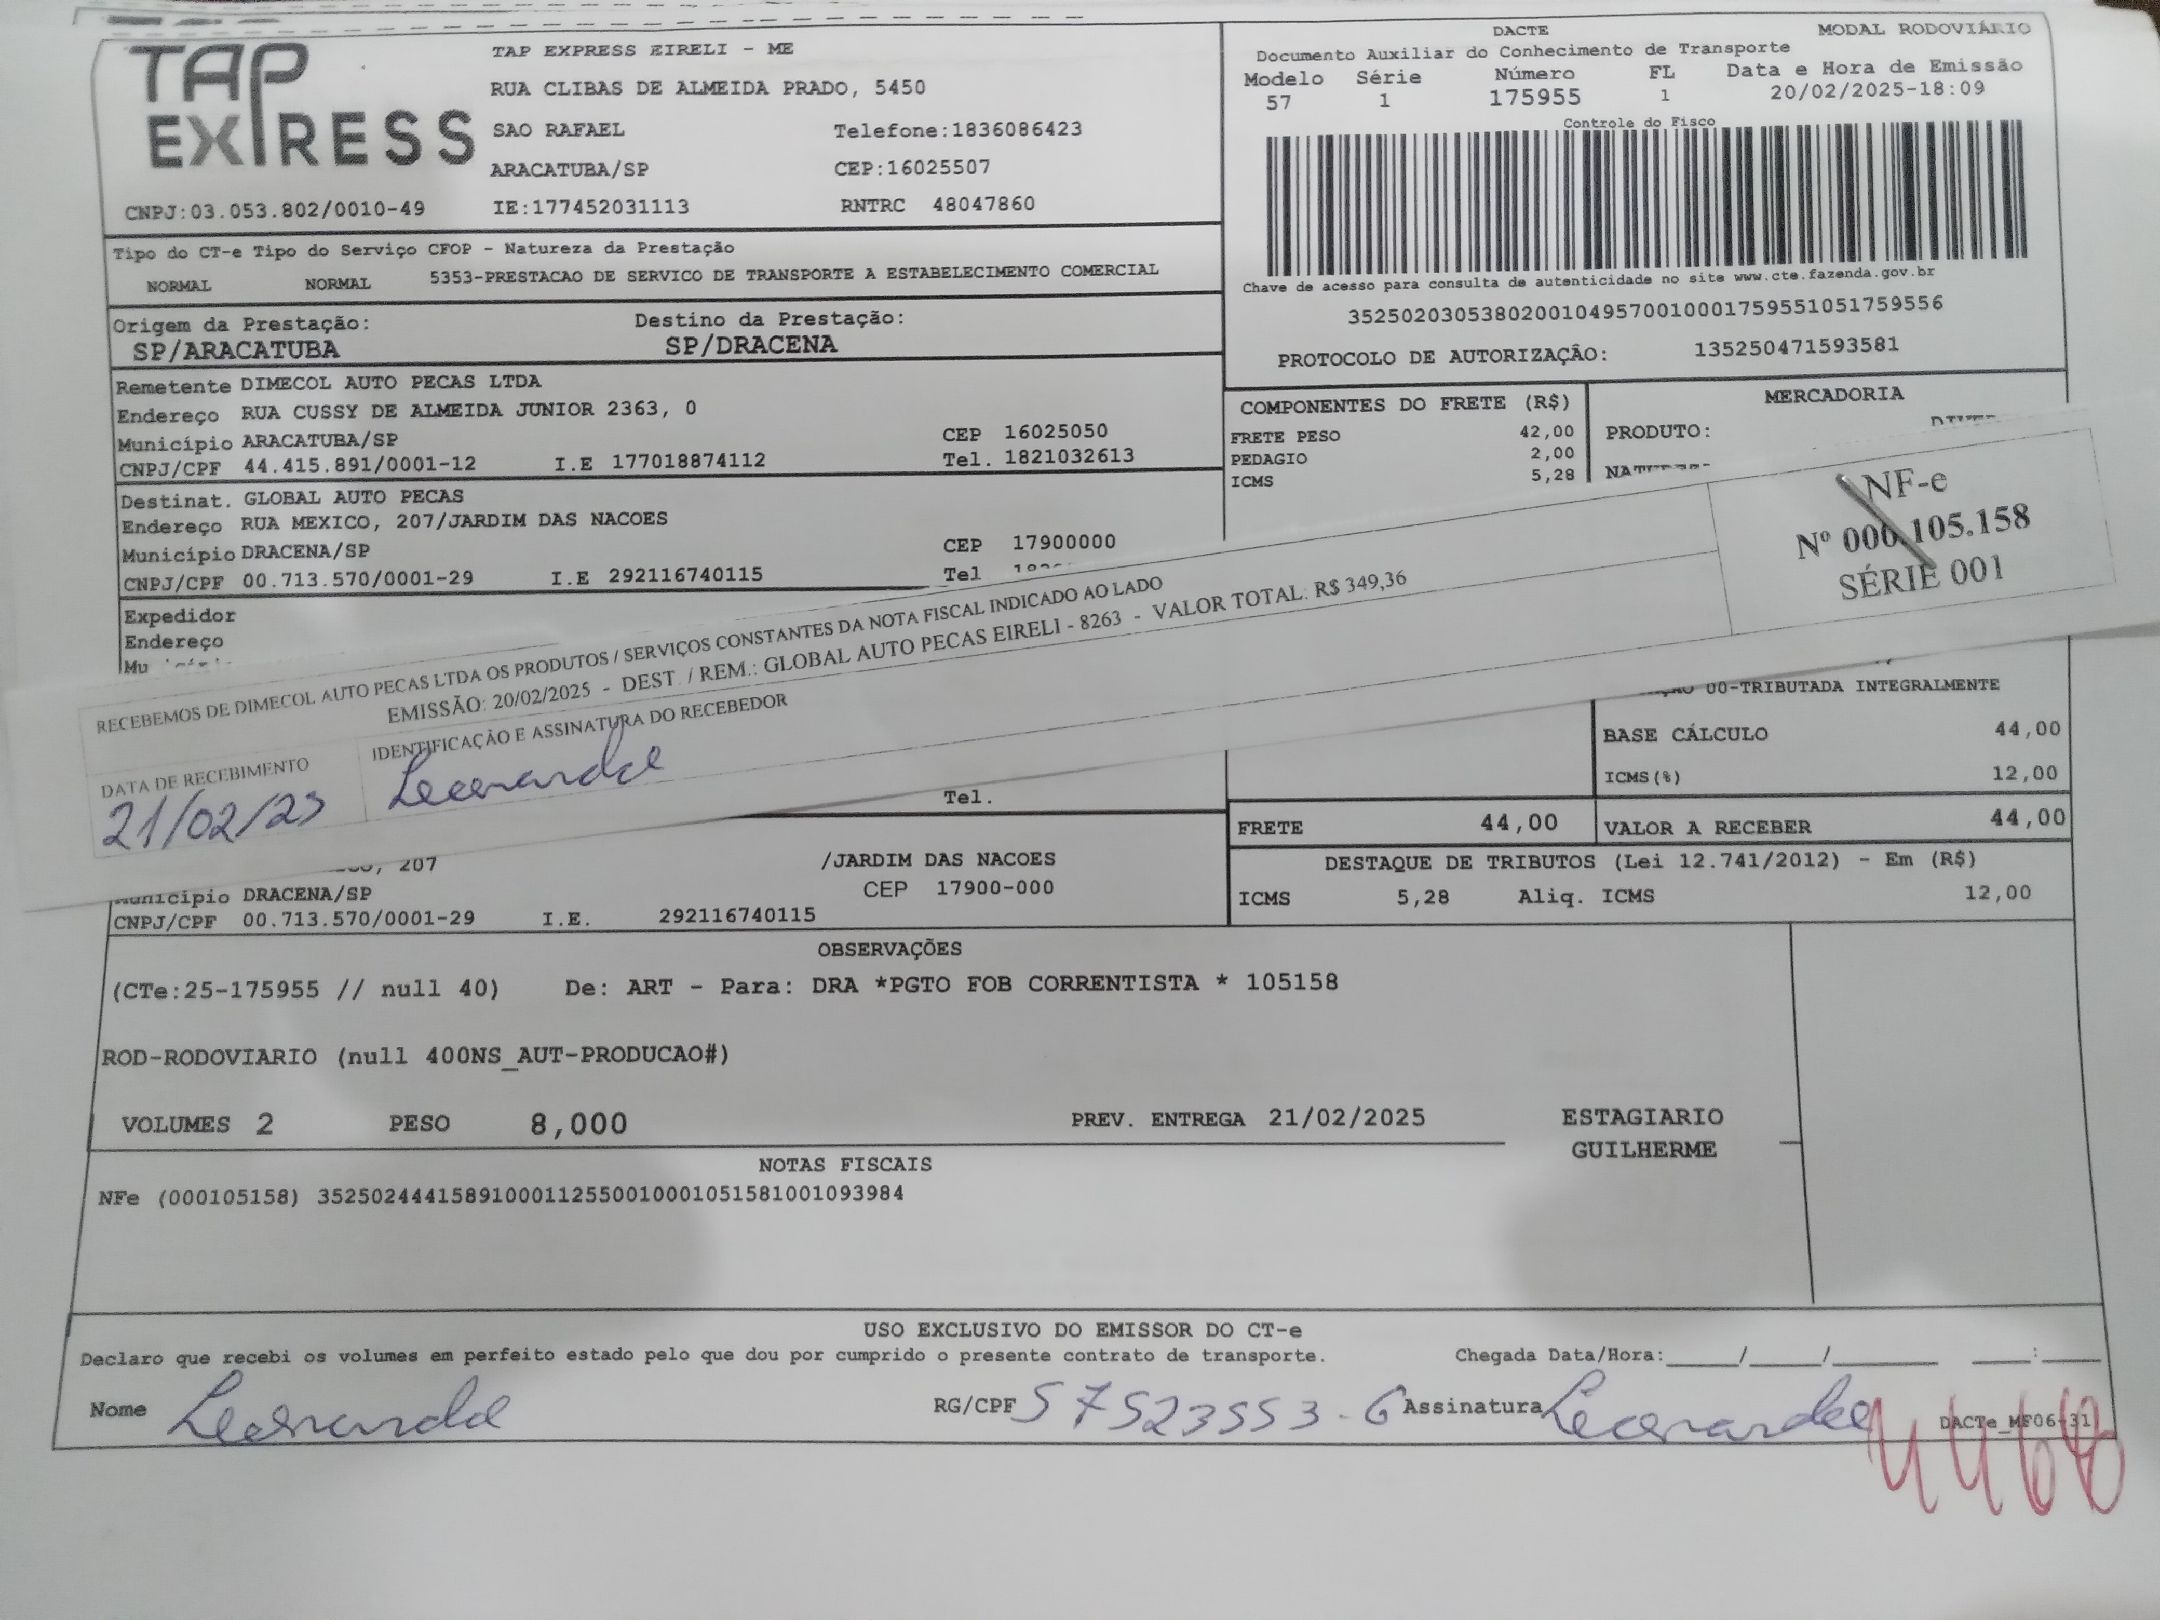 TAP EXPRESS
TAP EXPRESS EIRELI - ME
RUA CLIBAS DE ALMEIDA PRADO, 5450
SAO RAFAEL Telefone:1836086423
ARACATUBA/SP CEP:16025507
CNPJ:03.053.802/0010-49 IE:177452031113 RNTRC 48047860
DACTE MODAL RODOVIÁRIO
Documento Auxiliar do Conhecimento de Transporte
Modelo Série Número FL Data e Hora de Emissão
57 1 175955 1 20/02/2025-18:09
Controle do Fisco
Chave de acesso para consulta de autenticidade no site www.cte.fazenda.gov.br
35250203053802001049570010001759551051759556
PROTOCOLO DE AUTORIZAÇÃO: 135250471593581
Tipo do CT-e Tipo do Serviço CFOP - Natureza da Prestação
NORMAL NORMAL 5353-PRESTACAO DE SERVICO DE TRANSPORTE A ESTABELECIMENTO COMERCIAL
Origem da Prestação: Destino da Prestação:
SP/ARACATUBA SP/DRACENA
Remetente DIMECOL AUTO PECAS LTDA
Endereço RUA CUSSY DE ALMEIDA JUNIOR 2363, 0
Município ARACATUBA/SP CEP 16025050
CNPJ/CPF 44.415.891/0001-12 I.E 177018874112 Tel. 1821032613
Destinat. GLOBAL AUTO PECAS
Endereço RUA MEXICO, 207/JARDIM DAS NACOES
Município DRACENA/SP CEP 17900000
CNPJ/CPF 00.713.570/0001-29 I.E 292116740115 Tel
Expedidor
Endereço
COMPONENTES DO FRETE (R$)
FRETE PESO 42,00
PEDAGIO 2,00
ICMS 5,28
MERCADORIA
PRODUTO:
RECEBEMOS DE DIMECOL AUTO PECAS LTDA OS PRODUTOS / SERVIÇOS CONSTANTES DA NOTA FISCAL INDICADO AO LADO
EMISSÃO: 20/02/2025 - DEST. / REM.: GLOBAL AUTO PECAS EIRELI - 8263 - VALOR TOTAL: R$ 349,36
DATA DE RECEBIMENTO IDENTIFICAÇÃO E ASSINATURA DO RECEBEDOR
21/02/25 Leonardo
NF-e
Nº 000.105.158
SÉRIE 001
00-TRIBUTADA INTEGRALMENTE
BASE CÁLCULO 44,00
ICMS(%) 12,00
Tel.
FRETE 44,00 VALOR A RECEBER 44,00
207 /JARDIM DAS NACOES
Município DRACENA/SP CEP 17900-000
CNPJ/CPF 00.713.570/0001-29 I.E. 292116740115
DESTAQUE DE TRIBUTOS (Lei 12.741/2012) - Em (R$)
ICMS 5,28 Aliq. ICMS 12,00
OBSERVAÇÕES
(CTe:25-175955 // null 40) De: ART - Para: DRA *PGTO FOB CORRENTISTA * 105158
ROD-RODOVIARIO (null 400NS_AUT-PRODUCAO#)
VOLUMES 2 PESO 8,000 PREV. ENTREGA 21/02/2025 ESTAGIARIO
GUILHERME
NOTAS FISCAIS
NFe (000105158) 35250244415891000112550010001051581001093984
USO EXCLUSIVO DO EMISSOR DO CT-e
Declaro que recebi os volumes em perfeito estado pelo que dou por cumprido o presente contrato de transporte. Chegada Data/Hora:_____/_____/_______ ____:____
Nome Leonardo RG/CPF 57523553-6 Assinatura Leonardo DACTe_MF06-31